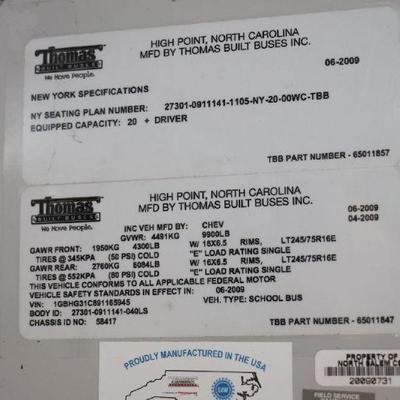 Thomas
BUILT BUSES
We Move People.
HIGH POINT, NORTH CAROLINA
MFD BY THOMAS BUILT BUSES INC.
06-2009
NEW YORK SPECIFICATIONS
NY SEATING PLAN NUMBER: 27301-0911141-1105-NY-20-00WC-TBB
EQUIPPED CAPACITY: 20 + DRIVER
TBB PART NUMBER - 65011857
Thomas
BUILT BUSES
We Move People.
HIGH POINT, NORTH CAROLINA
MFD BY THOMAS BUILT BUSES INC.
06-2009
INC VEH MFD BY: CHEV 04-2009
GVWR: 4491KG 9900LB
GAWR FRONT: 1950KG 4300LB W/ 16X6.5 RIMS, LT245/75R16E
TIRES @ 345KPA (50 PSI) COLD "E" LOAD RATING SINGLE
GAWR REAR: 2760KG 6084LB W/ 16X6.5 RIMS, LT245/75R16E
TIRES @ 552KPA (80 PSI) COLD "E" LOAD RATING SINGLE
THIS VEHICLE CONFORMS TO ALL APPLICABLE FEDERAL MOTOR
VEHICLE SAFETY STANDARDS IN EFFECT IN: 06-2009
VIN: 1GBHG31C891165945 VEH. TYPE: SCHOOL BUS
BODY ID: 27301-0911141-040LS
CHASSIS ID NO: 58417
TBB PART NUMBER - 65011847
PROUDLY MANUFACTURED IN THE USA
PROPERTY OF
NORTH SALEM CE
20090731
FIELD SERVICE